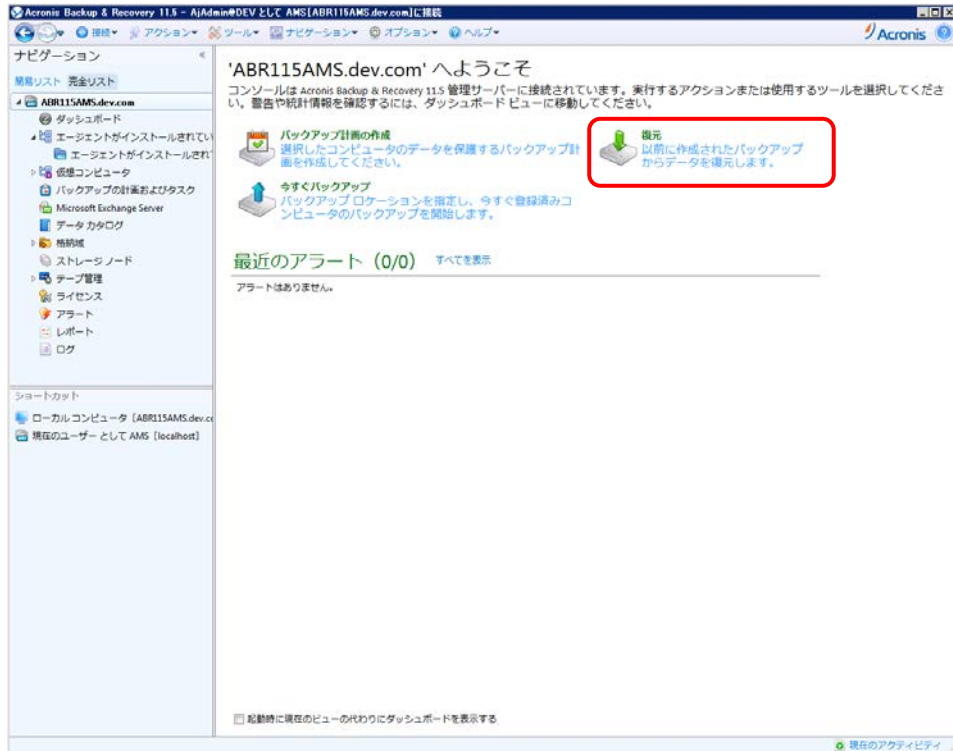 Acronis Backup & Recovery 11.5 - AjAdmin@DEV として AMS[ABR115AMS.dev.com]に接続
接続 アクション ツール ナビゲーション オプション ヘルプ
Acronis
ナビゲーション
簡易リスト 完全リスト
ABR115AMS.dev.com
ダッシュボード
エージェントがインストールされてい
エージェントがインストールされ
仮想コンピュータ
バックアップの計画およびタスク
Microsoft Exchange Server
データ カタログ
格納域
ストレージ ノード
テープ管理
ライセンス
アラート
レポート
ログ
ショートカット
ローカル コンピュータ [ABR115AMS.dev.co
現在のユーザー として AMS [localhost]
'ABR115AMS.dev.com' へようこそ
コンソールは Acronis Backup & Recovery 11.5 管理サーバーに接続されています。実行するアクションまたは使用するツールを選択してくださ
い。警告や統計情報を確認するには、ダッシュボード ビューに移動してください。
バックアップ計画の作成
選択したコンピュータのデータを保護するバックアップ計
画を作成してください。
復元
以前に作成されたバックアップ
からデータを復元します。
今すぐバックアップ
バックアップ ロケーションを指定し、今すぐ登録済みコ
ンピュータのバックアップを開始します。
最近のアラート (0/0) すべてを表示
アラートはありません。
起動時に現在のビューの代わりにダッシュボードを表示する
現在のアクティビティ